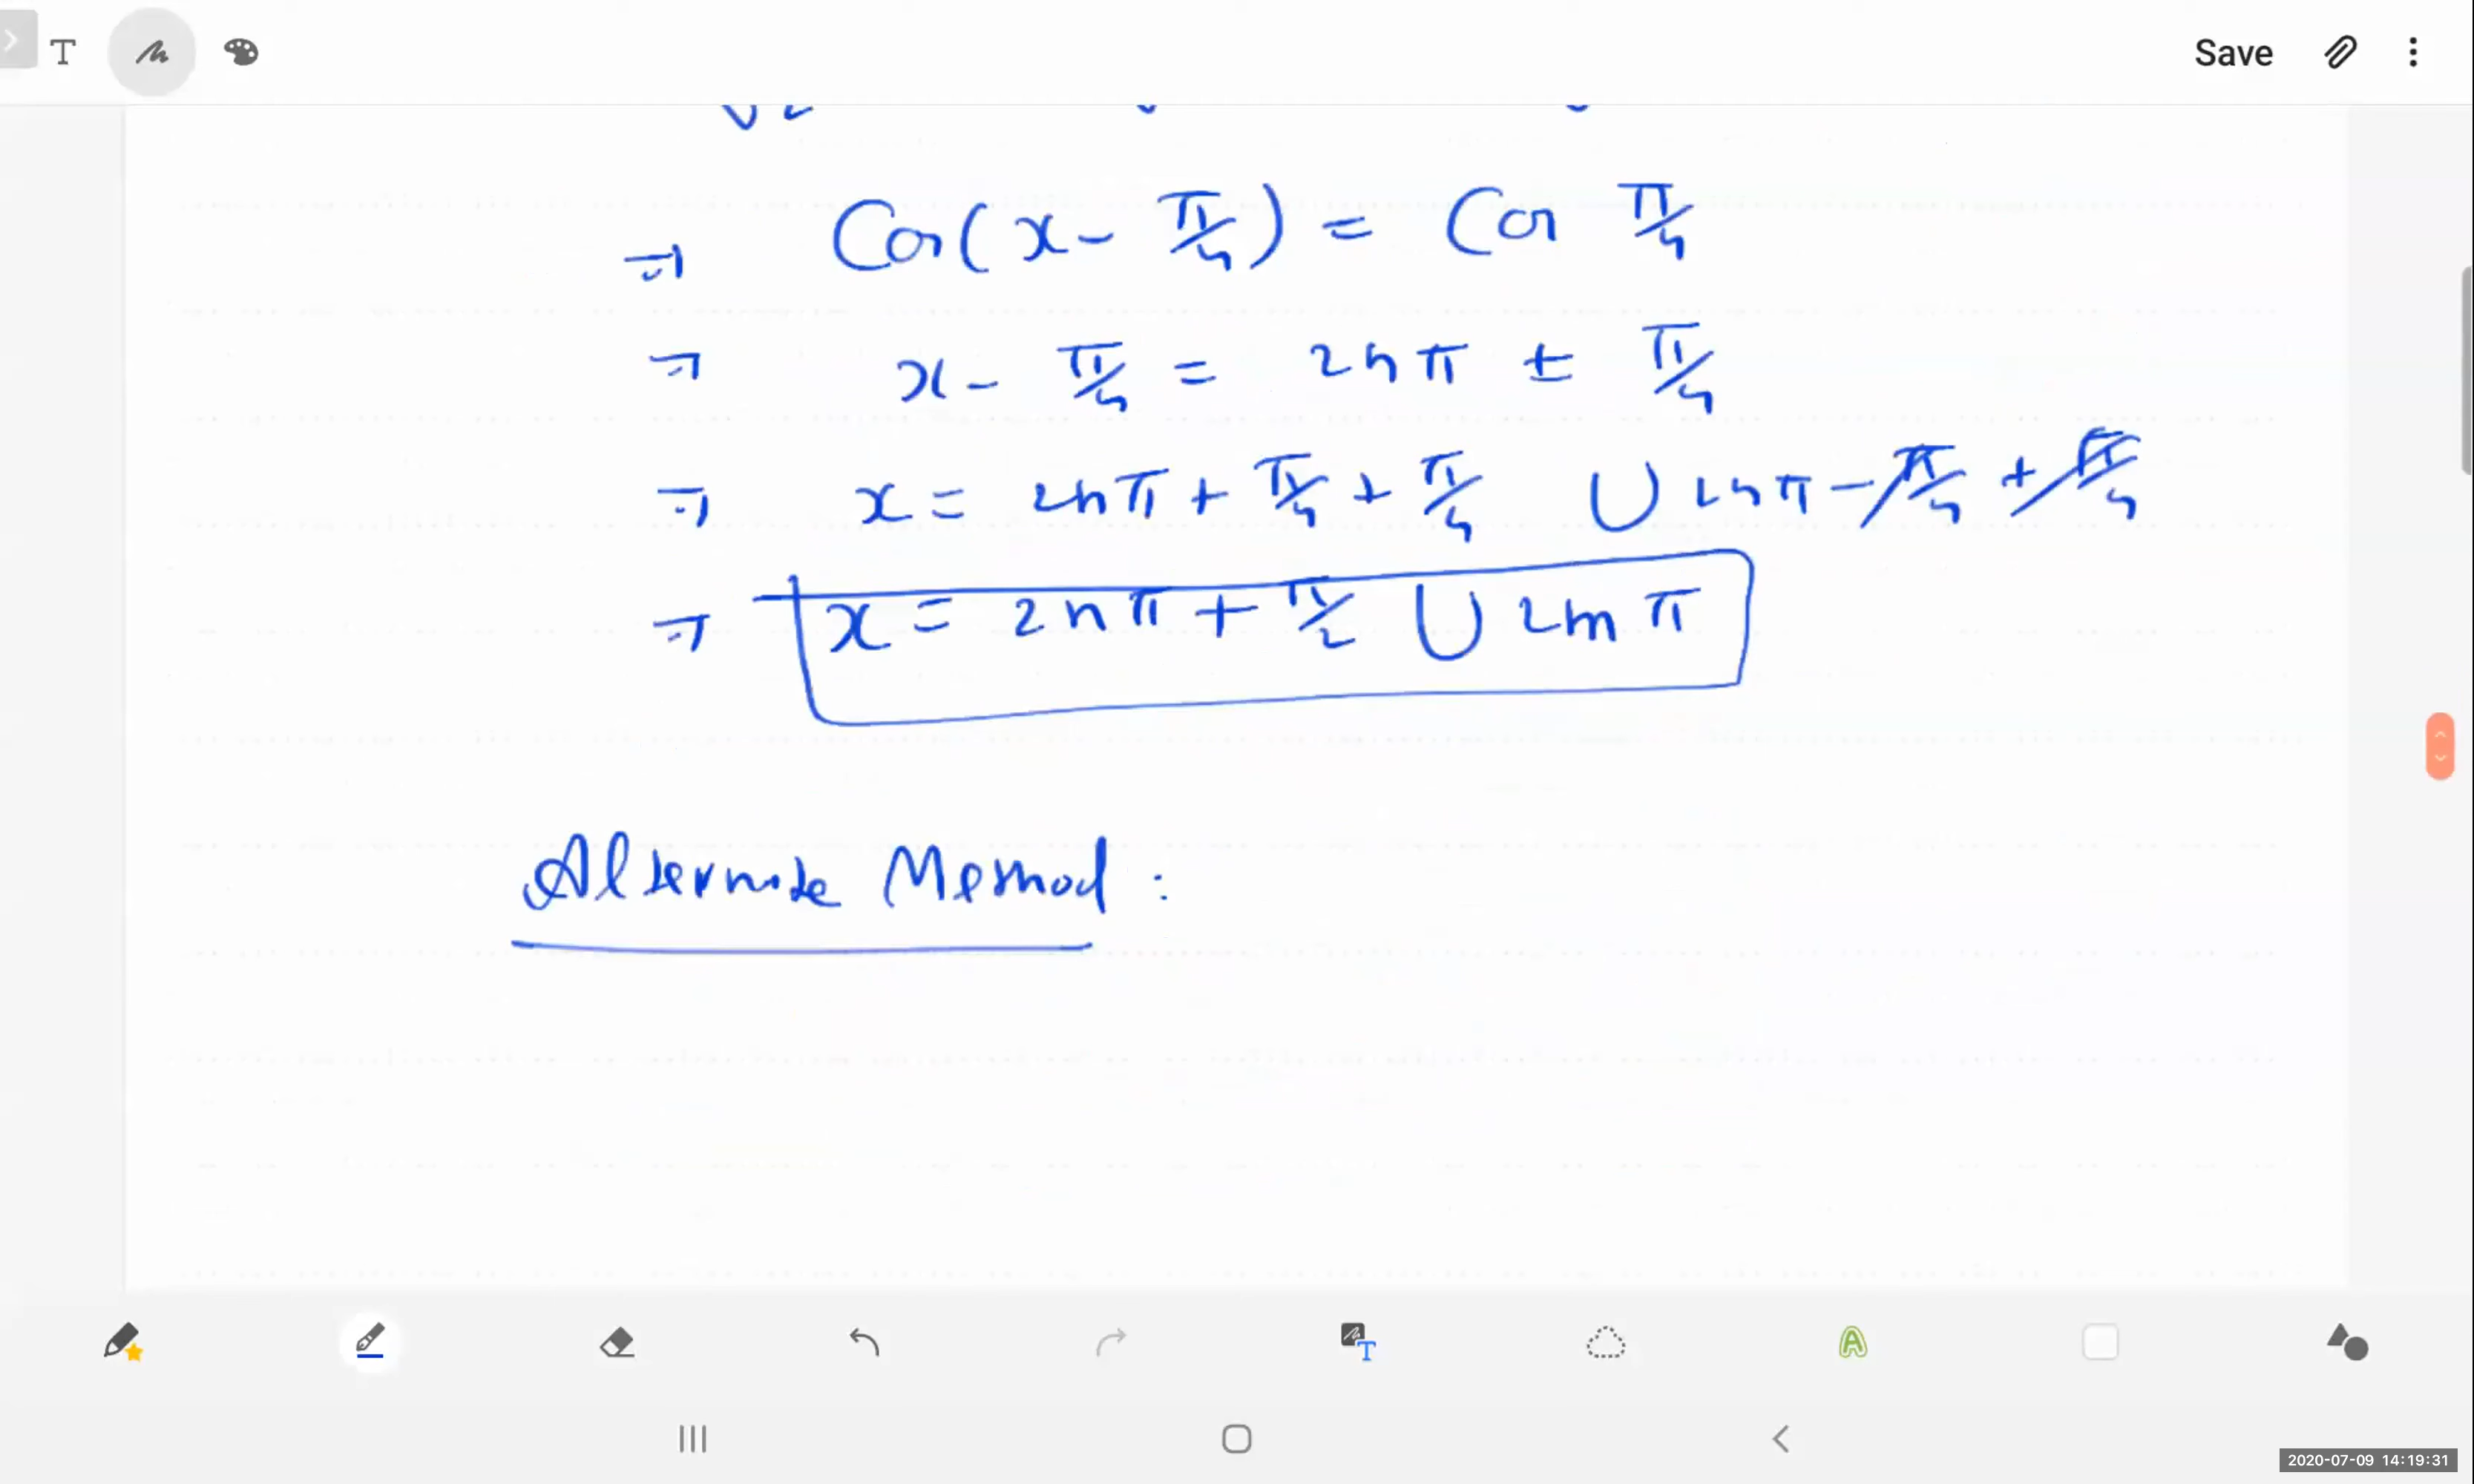 T Save
⇒ Cos(x - π/4) = Cos π/4
⇒ x - π/4 = 2nπ ± π/4
⇒ x = 2nπ + π/4 + π/4 ∪ 2nπ - π/4 + π/4
⇒ x = 2nπ + π/2 ∪ 2mπ
Alternate Method :
T A
2020-07-09 14:19:31